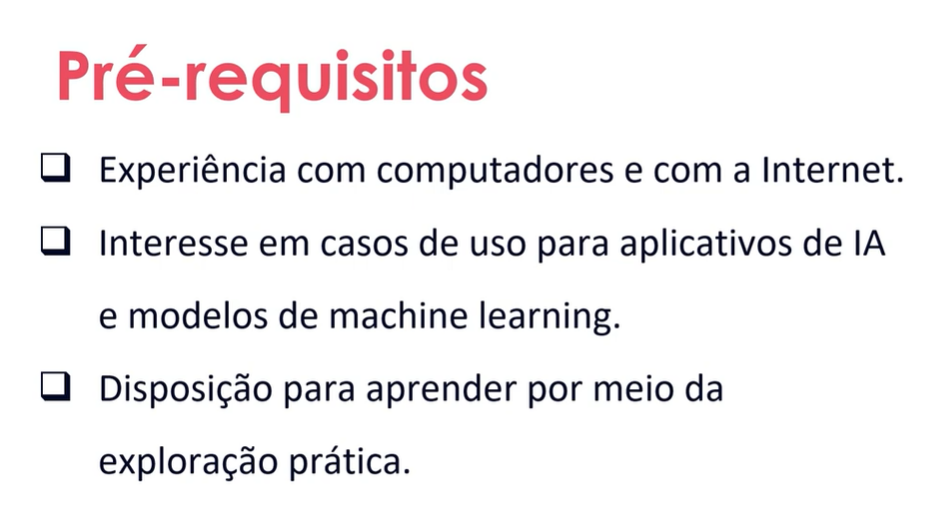 Pré-requisitos
❑ Experiência com computadores e com a Internet.
❑ Interesse em casos de uso para aplicativos de IA
e modelos de machine learning.
❑ Disposição para aprender por meio da
exploração prática.